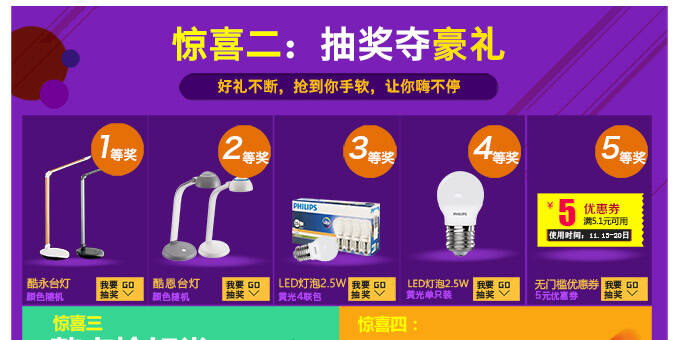 惊喜二：抽奖夺豪礼
好礼不断，抢到你手软，让你嗨不停
1等奖
2等奖
3等奖
4等奖
5等奖
PHILIPS
PHILIPS
¥5 优惠券
满5.1元可用
使用时间：11.15-20日
酷永台灯
颜色随机
我要抽奖 GO
酷恩台灯
颜色随机
我要抽奖 GO
LED灯泡2.5W
黄光4联包
我要抽奖 GO
LED灯泡2.5W
黄光单只装
我要抽奖 GO
无门槛优惠券
5元优惠券
我要抽奖 GO
惊喜三
惊喜四：